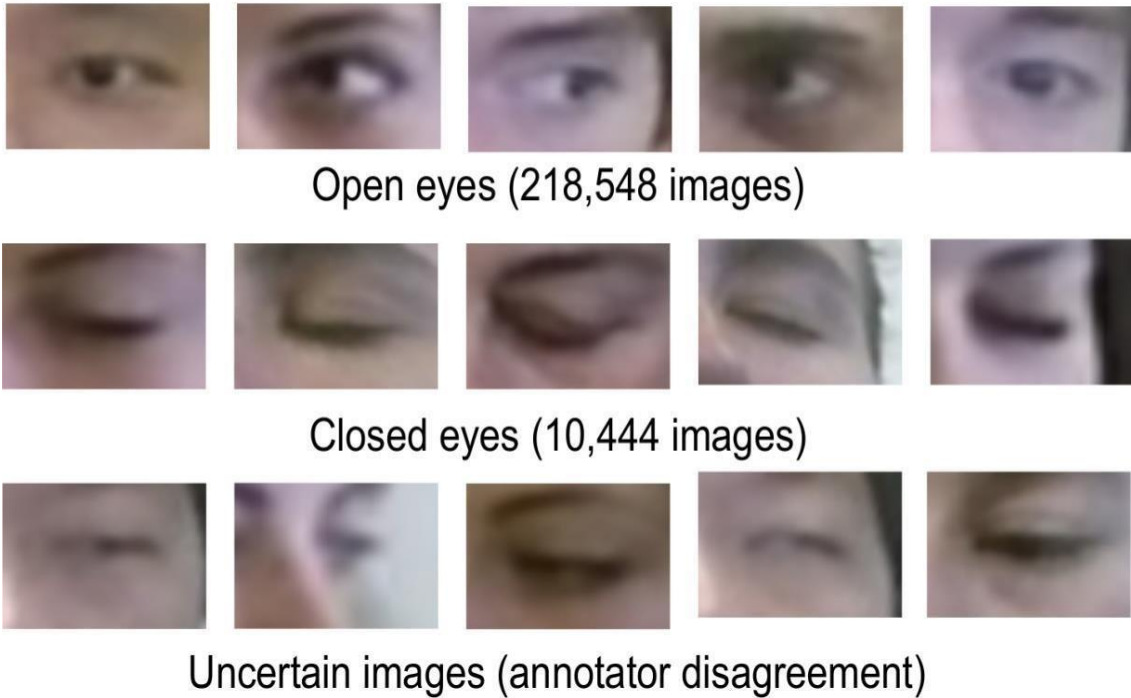 Open eyes (218,548 images)
Closed eyes (10,444 images)
Uncertain images (annotator disagreement)